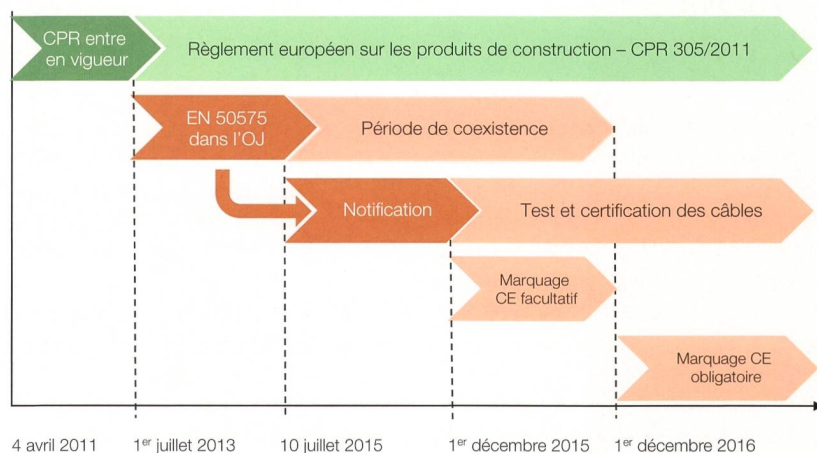 CPR entre
en vigueur
Règlement européen sur les produits de construction – CPR 305/2011
EN 50575
dans l'OJ
Période de coexistence
Notification
Test et certification des câbles
Marquage
CE facultatif
Marquage CE
obligatoire
4 avril 2011
1er juillet 2013
10 juillet 2015
1er décembre 2015
1er décembre 2016